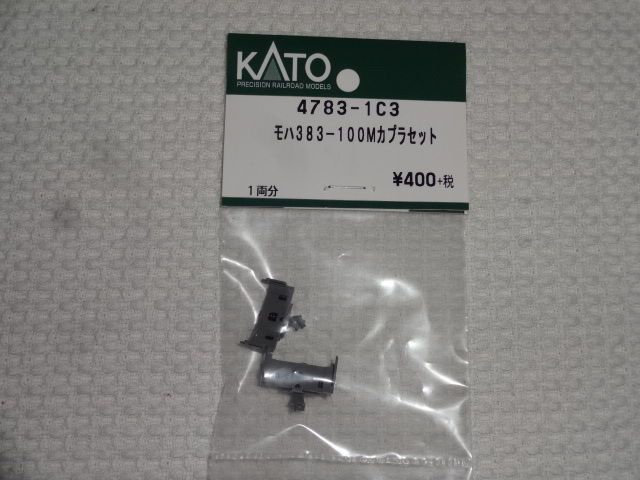 KATO
PRECISION RAILROAD MODELS
4783-1C3
モハ383-100Mカプラセット
¥400+税
1両分